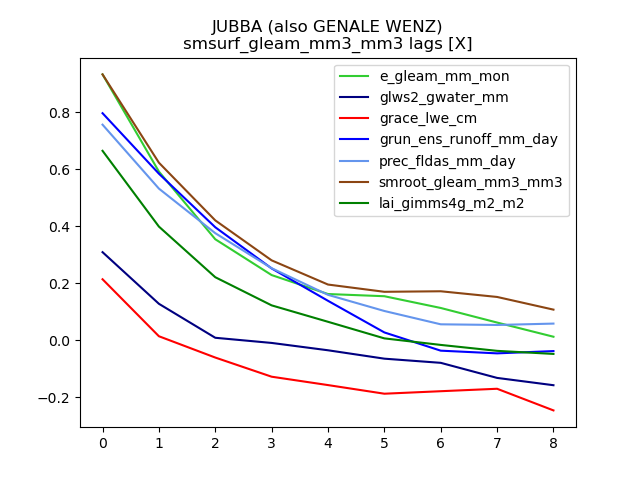 JUBBA (also GENALE WENZ)
smsurf_gleam_mm3_mm3 lags [X]
e_gleam_mm_mon
glws2_gwater_mm
grace_lwe_cm
grun_ens_runoff_mm_day
prec_fldas_mm_day
smroot_gleam_mm3_mm3
lai_gimms4g_m2_m2
0.8
0.6
0.4
0.2
0.0
−0.2
0 1 2 3 4 5 6 7 8